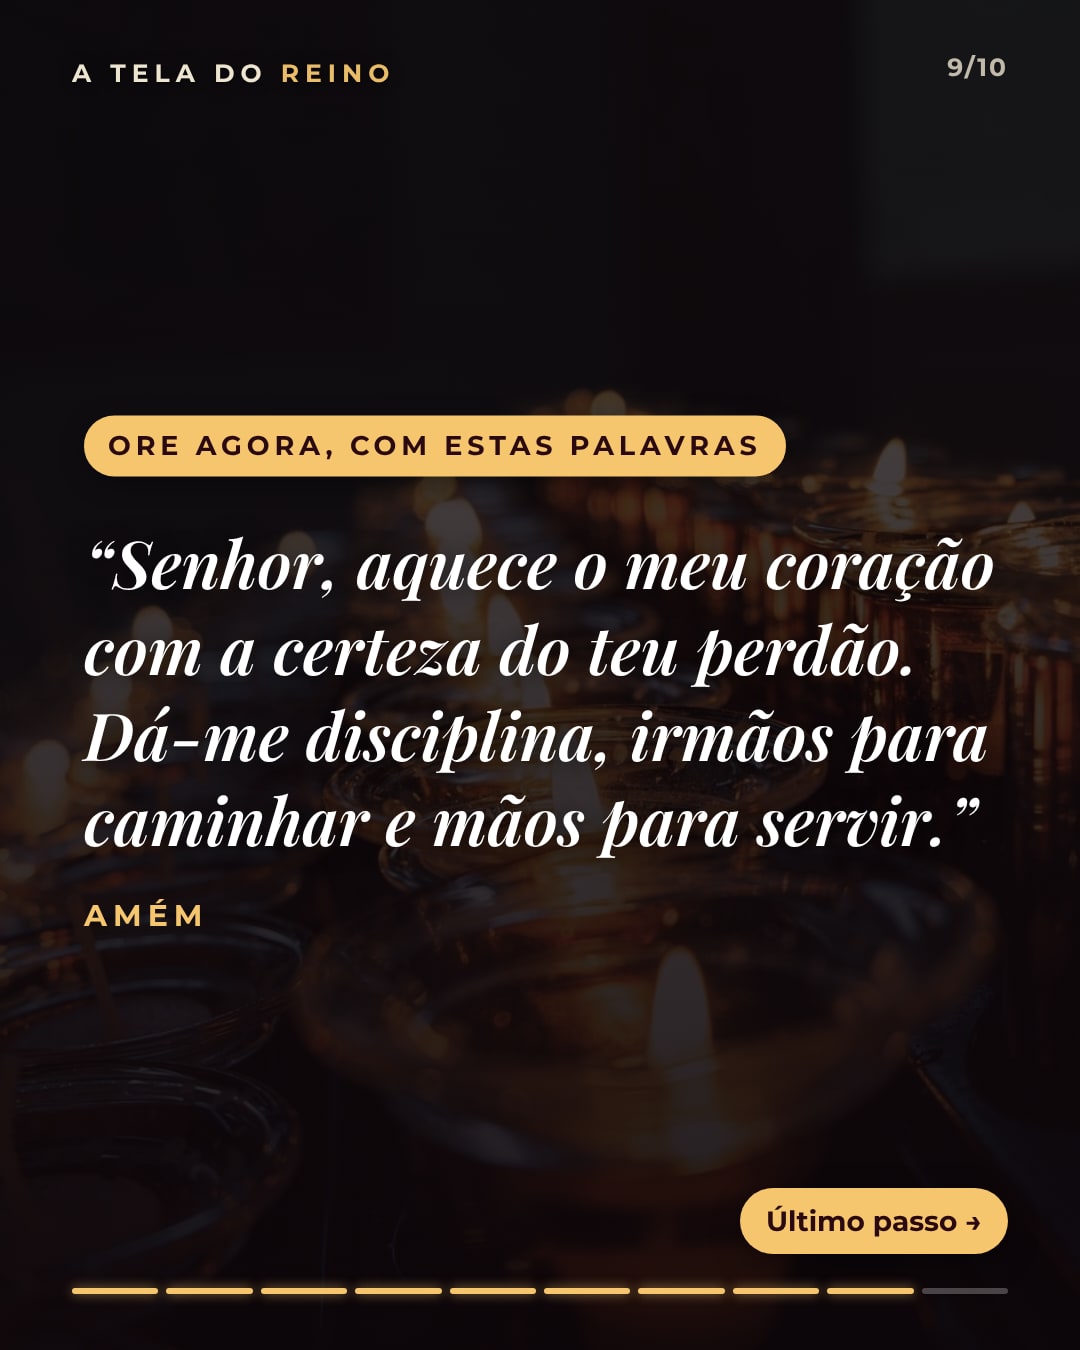 A TELA DO REINO
9/10
ORE AGORA, COM ESTAS PALAVRAS
“Senhor, aquece o meu coração
com a certeza do teu perdão.
Dá-me disciplina, irmãos para
caminhar e mãos para servir.”
AMÉM
Último passo →